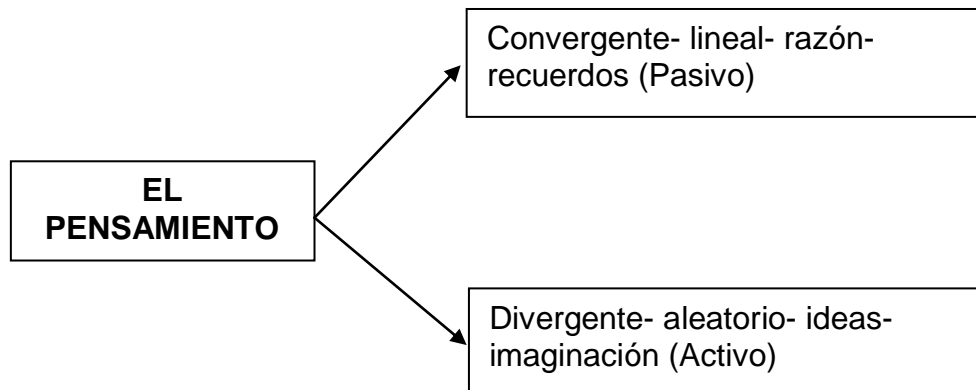 Convergente- lineal- razón-
recuerdos (Pasivo)
EL
PENSAMIENTO
Divergente- aleatorio- ideas-
imaginación (Activo)